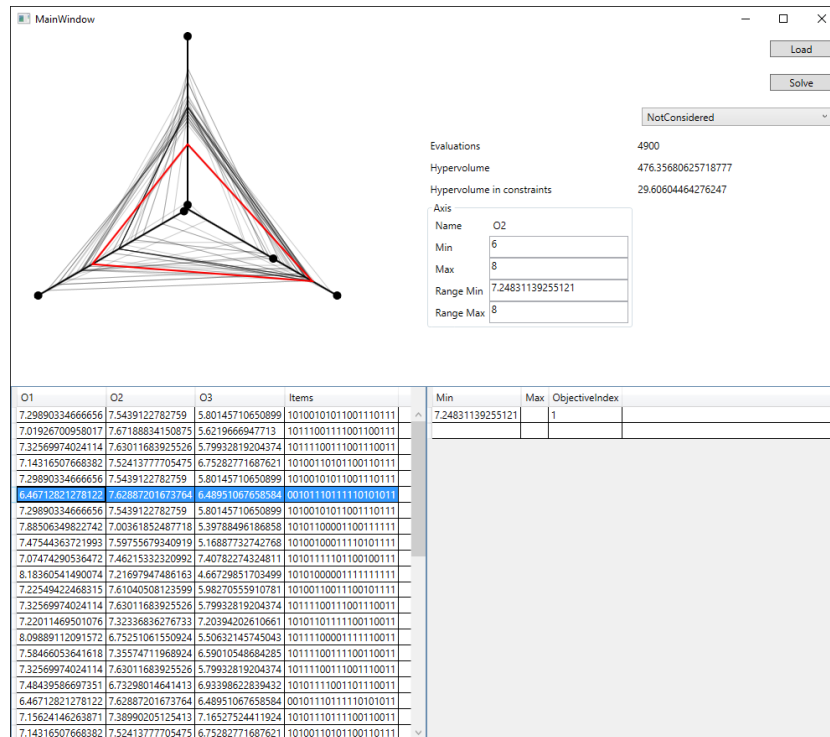 MainWindow
Load
Solve
NotConsidered
Evaluations 4900
Hypervolume 476.35680625718777
Hypervolume in constraints 29.60604464276247
Axis
Name O2
Min 6
Max 8
Range Min 7.24831139255121
Range Max 8
O1 O2 O3 Items
7.29890334666656 7.5439122782759 5.80145710650899 10100101011001110111
7.01926700958017 7.67188834150875 5.6219666947713 10111001111001100111
7.32569974024114 7.63011683925526 5.79932819204374 10111100111001110011
7.14316507668382 7.52413777705475 6.75282771687621 10100110101100110111
7.29890334666656 7.5439122782759 5.80145710650899 10100101011001110111
6.46712821278122 7.62887201673764 6.48951067658584 00101110111110101011
7.29890334666656 7.5439122782759 5.80145710650899 10100101011001110111
7.88506349822742 7.00361852487718 5.39788496186858 10101100001100111111
7.47544363721993 7.59755679340919 5.16887732742768 10010100011110101111
7.07474290536472 7.46215332320992 7.40782274324811 10101111101100100111
8.18360541490074 7.21697947486163 4.66729851703499 10101000001111111111
7.22549422468315 7.61040508123599 5.98270555910781 10100110011100101111
7.32569974024114 7.63011683925526 5.79932819204374 10111100111001110011
7.22011469501076 7.32336836276733 7.20394202610661 10101101111100110011
8.09889112091572 6.75251061550924 5.50632145745043 10111100001111110011
7.58466053641618 7.35574711968924 6.59010548684285 10111001111001100011
7.32569974024114 7.63011683925526 5.79932819204374 10111100111001110011
7.48439586697351 6.73298014641413 6.93398622839432 10101111001101110011
6.46712821278122 7.62887201673764 6.48951067658584 00101110111110101011
7.15624146263871 7.38990205125413 7.16527524411924 10101110111100110011
7.14316507668382 7.52413777705475 6.75282771687621 10100110101100110111
Min Max ObjectiveIndex
7.24831139255121 1